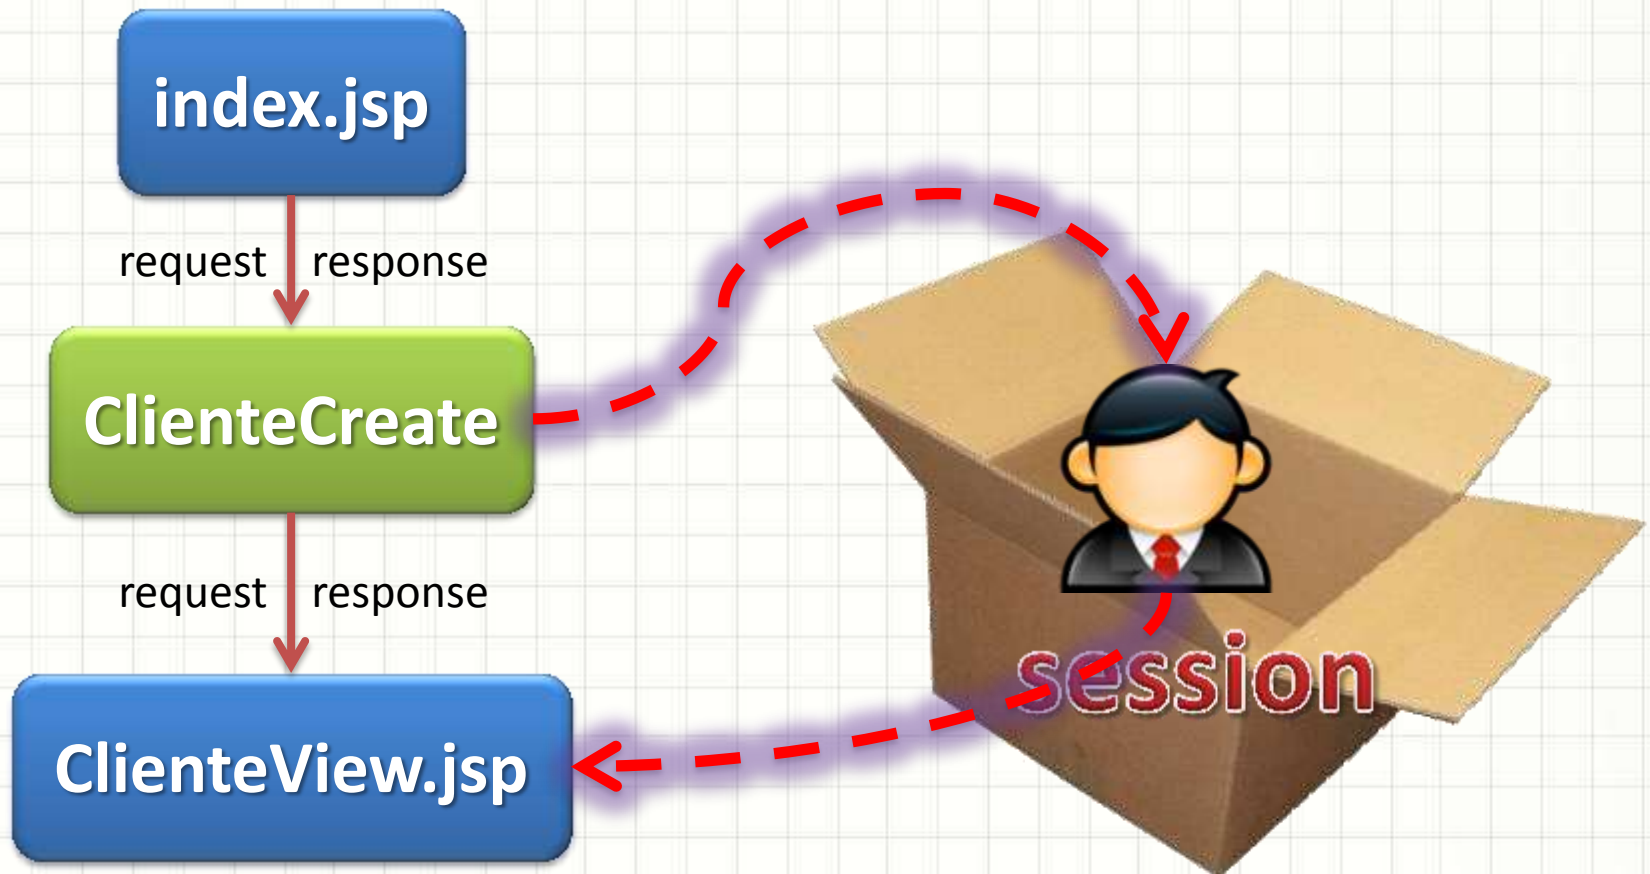 index.jsp
request response
ClienteCreate
request response
session
ClienteView.jsp